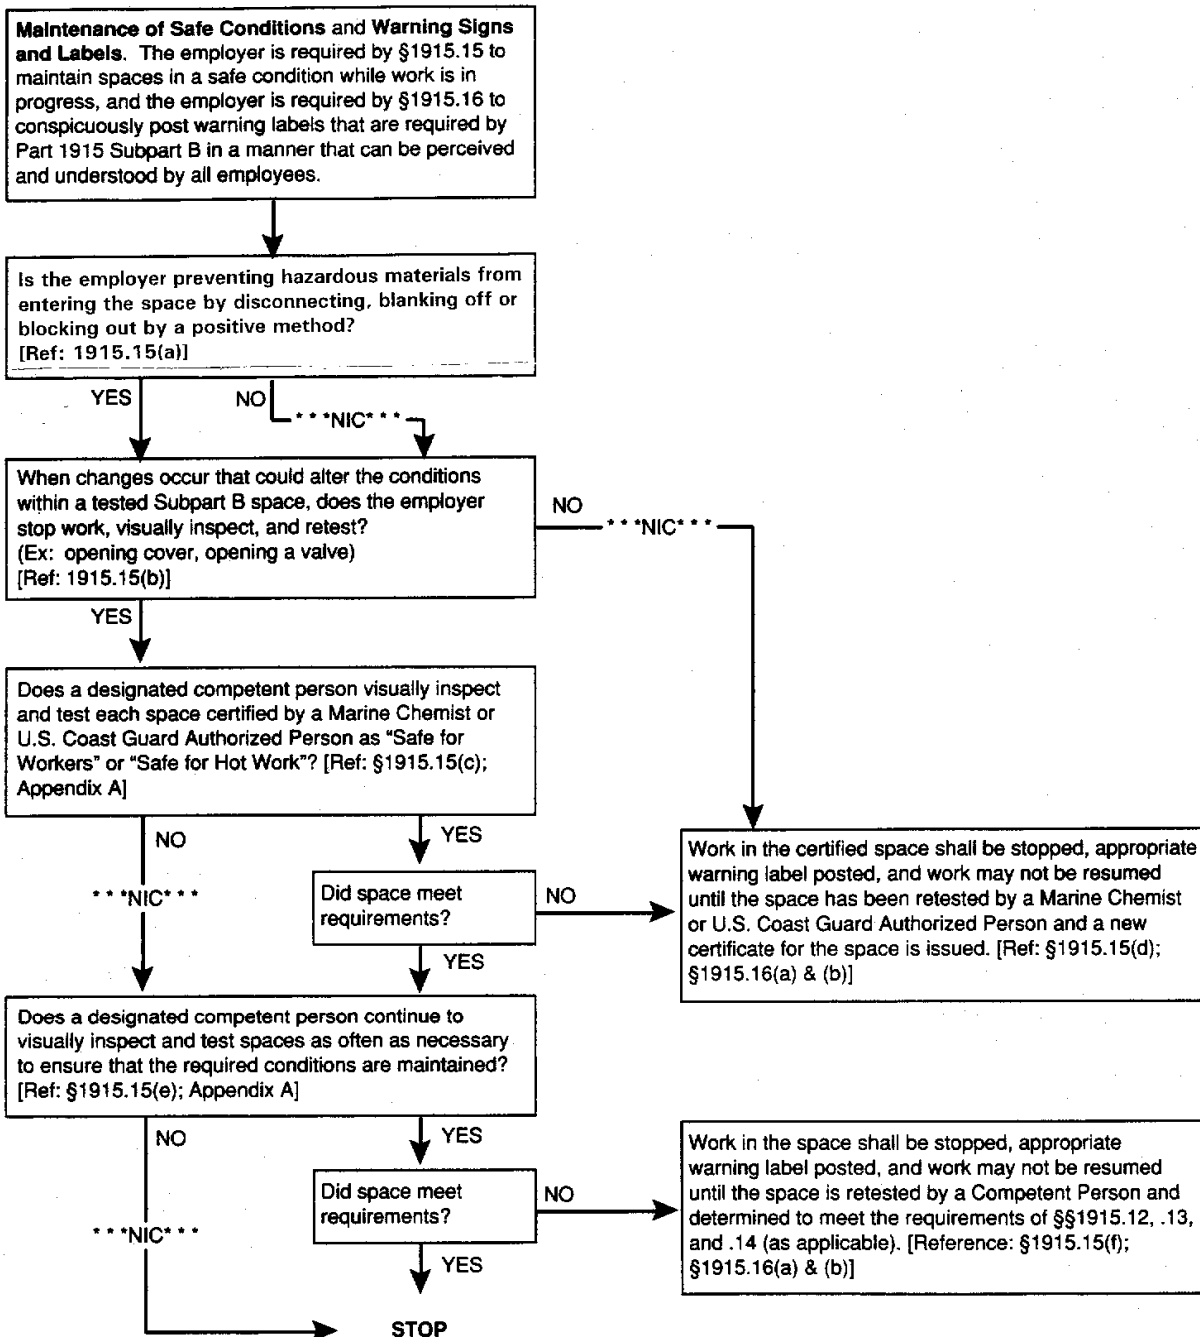 Maintenance of Safe Conditions and Warning Signs
and Labels. The employer is required by §1915.15 to
maintain spaces in a safe condition while work is in
progress, and the employer is required by §1915.16 to
conspicuously post warning labels that are required by
Part 1915 Subpart B in a manner that can be perceived
and understood by all employees.
Is the employer preventing hazardous materials from
entering the space by disconnecting, blanking off or
blocking out by a positive method?
[Ref: 1915.15(a)]
YES
NO
***NIC***
When changes occur that could alter the conditions
within a tested Subpart B space, does the employer
stop work, visually inspect, and retest?
(Ex: opening cover, opening a valve)
[Ref: 1915.15(b)]
NO
***NIC***
YES
Does a designated competent person visually inspect
and test each space certified by a Marine Chemist or
U.S. Coast Guard Authorized Person as "Safe for
Workers" or "Safe for Hot Work"? [Ref: §1915.15(c);
Appendix A]
NO
***NIC***
YES
Did space meet
requirements?
NO
Work in the certified space shall be stopped, appropriate
warning label posted, and work may not be resumed
until the space has been retested by a Marine Chemist
or U.S. Coast Guard Authorized Person and a new
certificate for the space is issued. [Ref: §1915.15(d);
§1915.16(a) & (b)]
YES
Does a designated competent person continue to
visually inspect and test spaces as often as necessary
to ensure that the required conditions are maintained?
[Ref: §1915.15(e); Appendix A]
NO
***NIC***
YES
Did space meet
requirements?
NO
Work in the space shall be stopped, appropriate
warning label posted, and work may not be resumed
until the space is retested by a Competent Person and
determined to meet the requirements of §§1915.12, .13,
and .14 (as applicable). [Reference: §1915.15(f);
§1915.16(a) & (b)]
YES
STOP